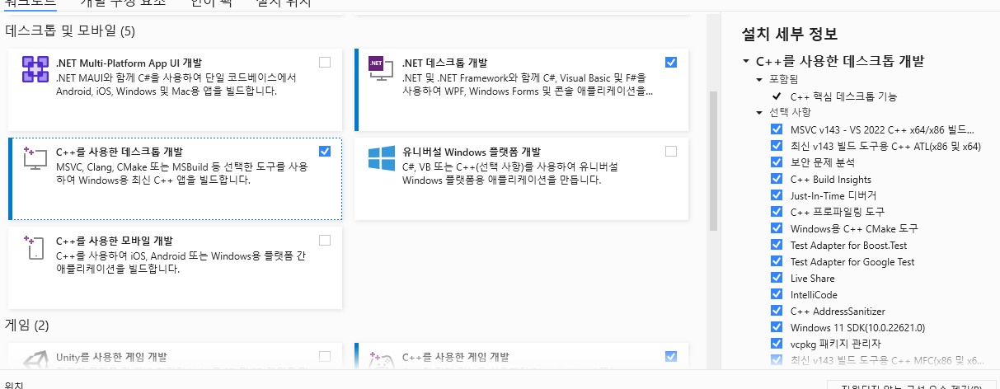 워크로드 개별 구성 요소 언어 팩 설치 위치
데스크톱 및 모바일 (5)
.NET Multi-Platform App UI 개발
.NET MAUI와 함께 C#을 사용하여 단일 코드베이스에서
Android, iOS, Windows 및 Mac용 앱을 빌드합니다.
.NET 데스크톱 개발
.NET 및 .NET Framework와 함께 C#, Visual Basic 및 F#을
사용하여 WPF, Windows Forms 및 콘솔 애플리케이션을...
C++를 사용한 데스크톱 개발
MSVC, Clang, CMake 또는 MSBuild 등 선택한 도구를 사용
하여 Windows용 최신 C++ 앱을 빌드합니다.
유니버설 Windows 플랫폼 개발
C#, VB 또는 C++(선택 사항)를 사용하여 유니버설
Windows 플랫폼용 애플리케이션을 만듭니다.
C++를 사용한 모바일 개발
C++를 사용하여 iOS, Android 또는 Windows용 플랫폼 간
애플리케이션을 빌드합니다.
게임 (2)
Unity를 사용한 게임 개발
C++를 사용한 게임 개발
위치
설치 세부 정보
C++를 사용한 데스크톱 개발
포함됨
C++ 핵심 데스크톱 기능
선택 사항
MSVC v143 - VS 2022 C++ x64/x86 빌드...
최신 v143 빌드 도구용 C++ ATL(x86 및 x64)
보안 문제 분석
C++ Build Insights
Just-In-Time 디버거
C++ 프로파일링 도구
Windows용 C++ CMake 도구
Test Adapter for Boost.Test
Test Adapter for Google Test
Live Share
IntelliCode
C++ AddressSanitizer
Windows 11 SDK(10.0.22621.0)
vcpkg 패키지 관리자
최신 v143 빌드 도구용 C++ MFC(x86 및 x6...